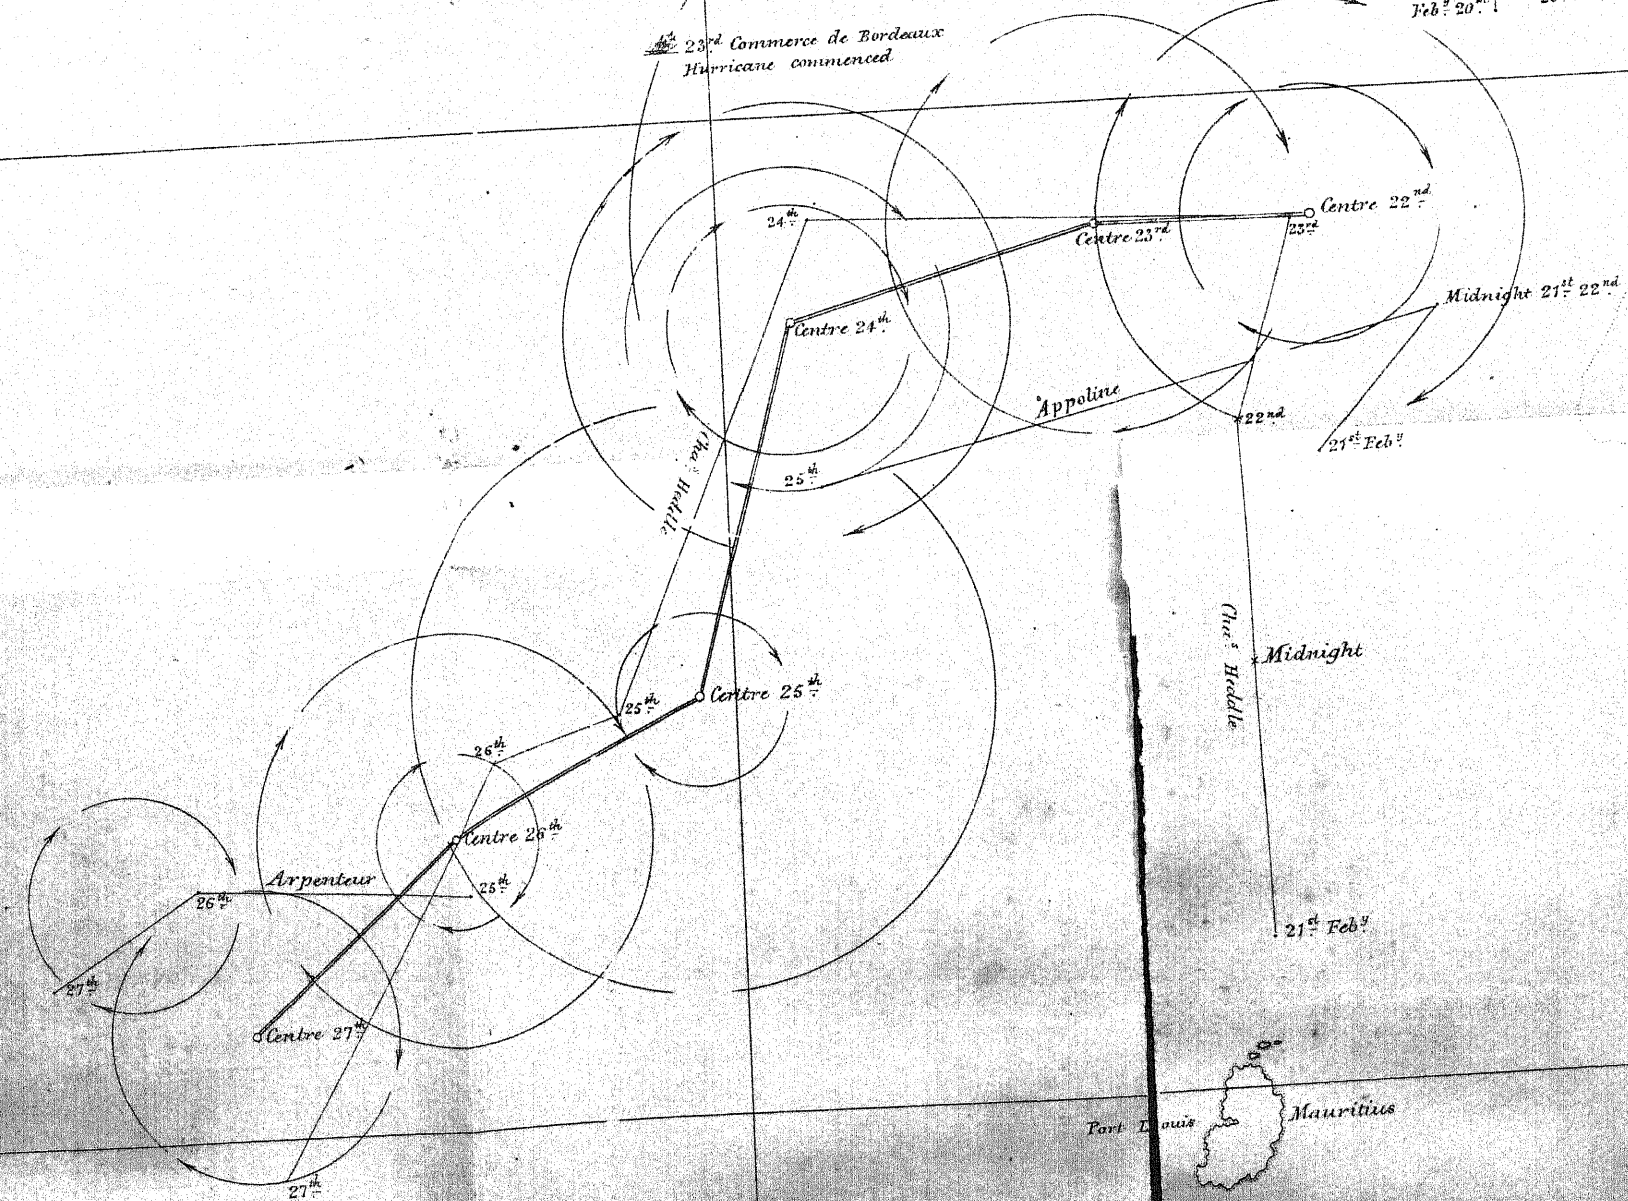 Feby 20th
23rd Commerce de Bordeaux
Hurricane commenced
24th
Centre 22nd
23rd
Centre 23rd
Midnight 21st 22nd
Centre 24th
Appoline
22nd
21st Feby
Chas Heddle
25th
Chas Heddle
Midnight
Centre 25th
25th
26th
Centre 26th
Arpenteur
25th
26th
21st Feby
27th
Centre 27th
Port Louis
Mauritius
27th